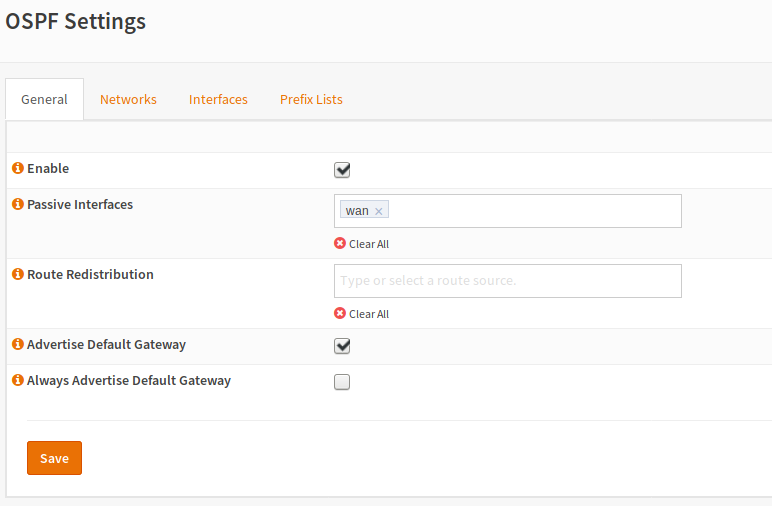 OSPF Settings
General Networks Interfaces Prefix Lists
Enable
Passive Interfaces wan ×
Clear All
Route Redistribution Type or select a route source.
Clear All
Advertise Default Gateway
Always Advertise Default Gateway
Save